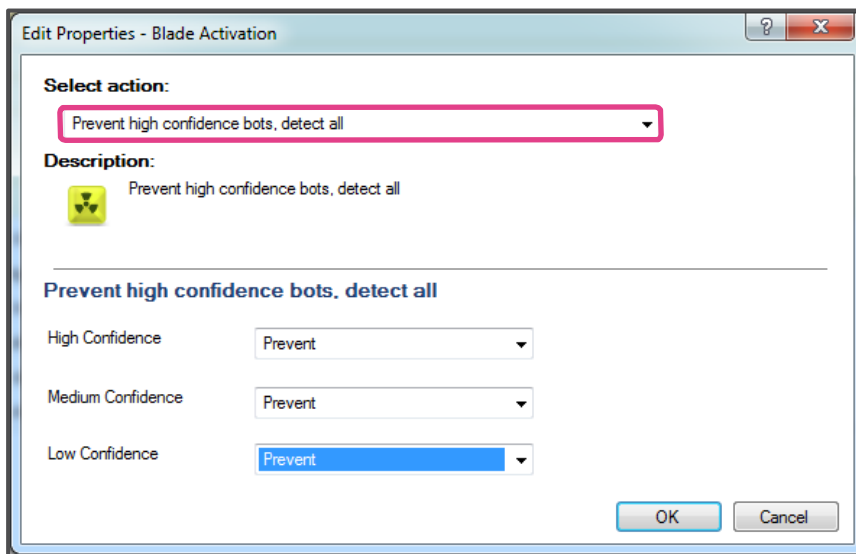 Edit Properties - Blade Activation
? X
Select action:
Prevent high confidence bots, detect all
Description:
Prevent high confidence bots, detect all
Prevent high confidence bots, detect all
High Confidence Prevent
Medium Confidence Prevent
Low Confidence Prevent
OK Cancel